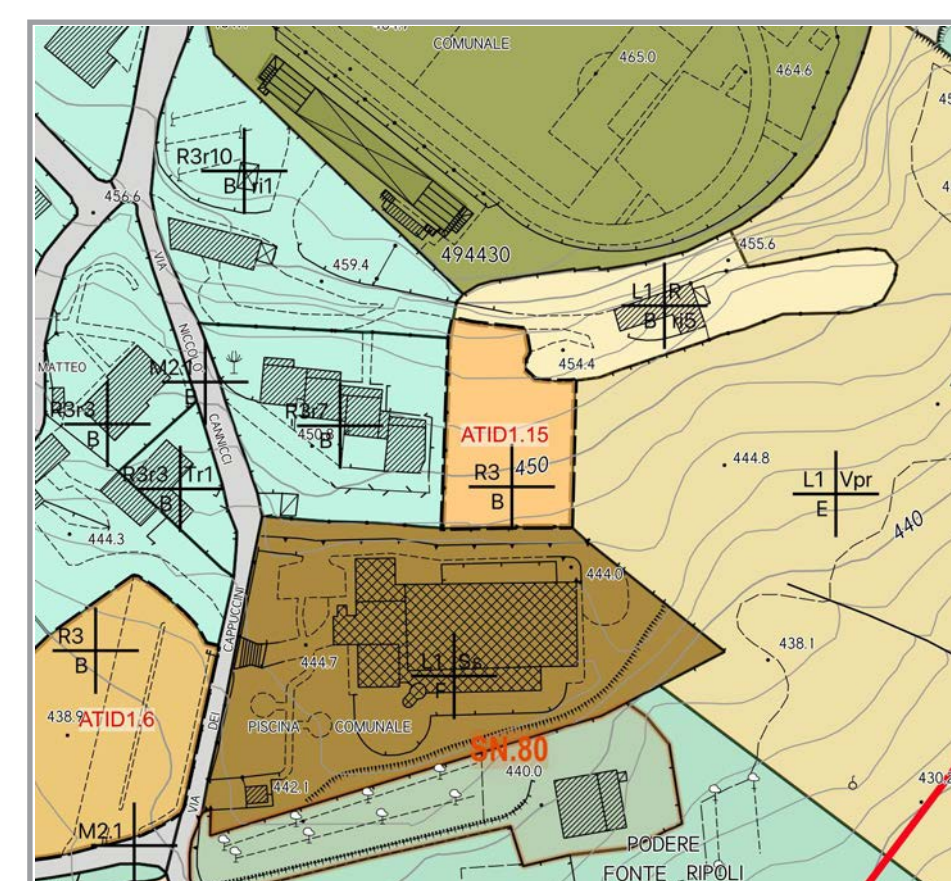 COMUNALE
465.0
464.6
R3r10
B ri1
456.6
VIA
494430
459.4
455.6
L1 R
B ri5
NICCOLO'
454.4
MATTEO
M2.1
B
R3r3
B
R3r7
450.8
B
CANNICCI
ATID1.15
R3 450
B
444.8
L1 Vpr
E
440
R3r3 Tr1
B
444.3
444.0
CAPPUCCINI
R3
B
444.7
L1 Ss
F
438.1
438.9
ATID1.6
DEI
PISCINA COMUNALE
SN.80
440.0
442.1
VIA
M2.1
PODERE
FONTE RIPOLI